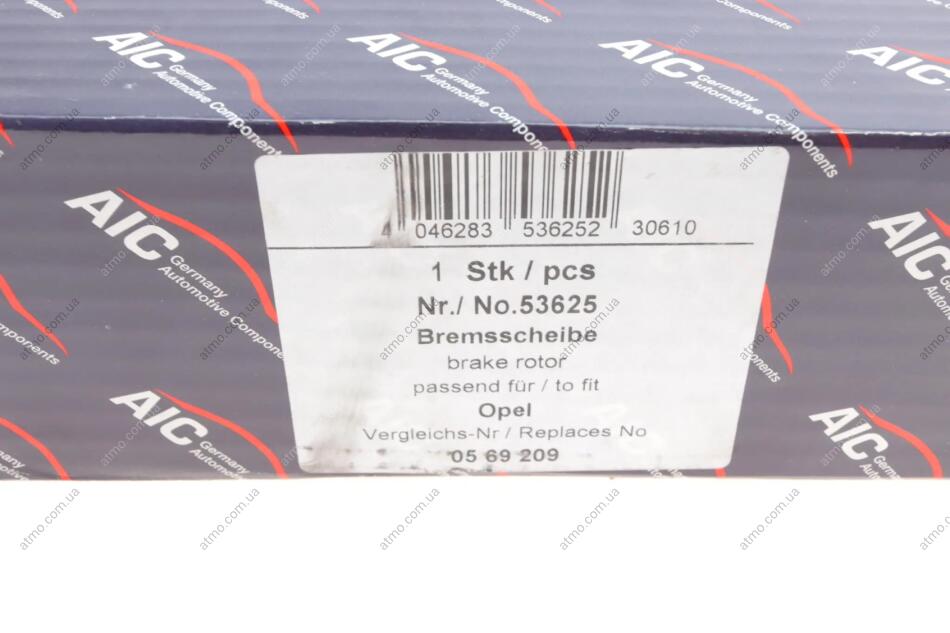 AIC Germany
Automotive Components
4 046283 536252 30610
1 Stk / pcs
Nr./ No.53625
Bremsscheibe
brake rotor
passend für / to fit
Opel
Vergleichs-Nr / Replaces No
05 69 209
atmo.com.ua